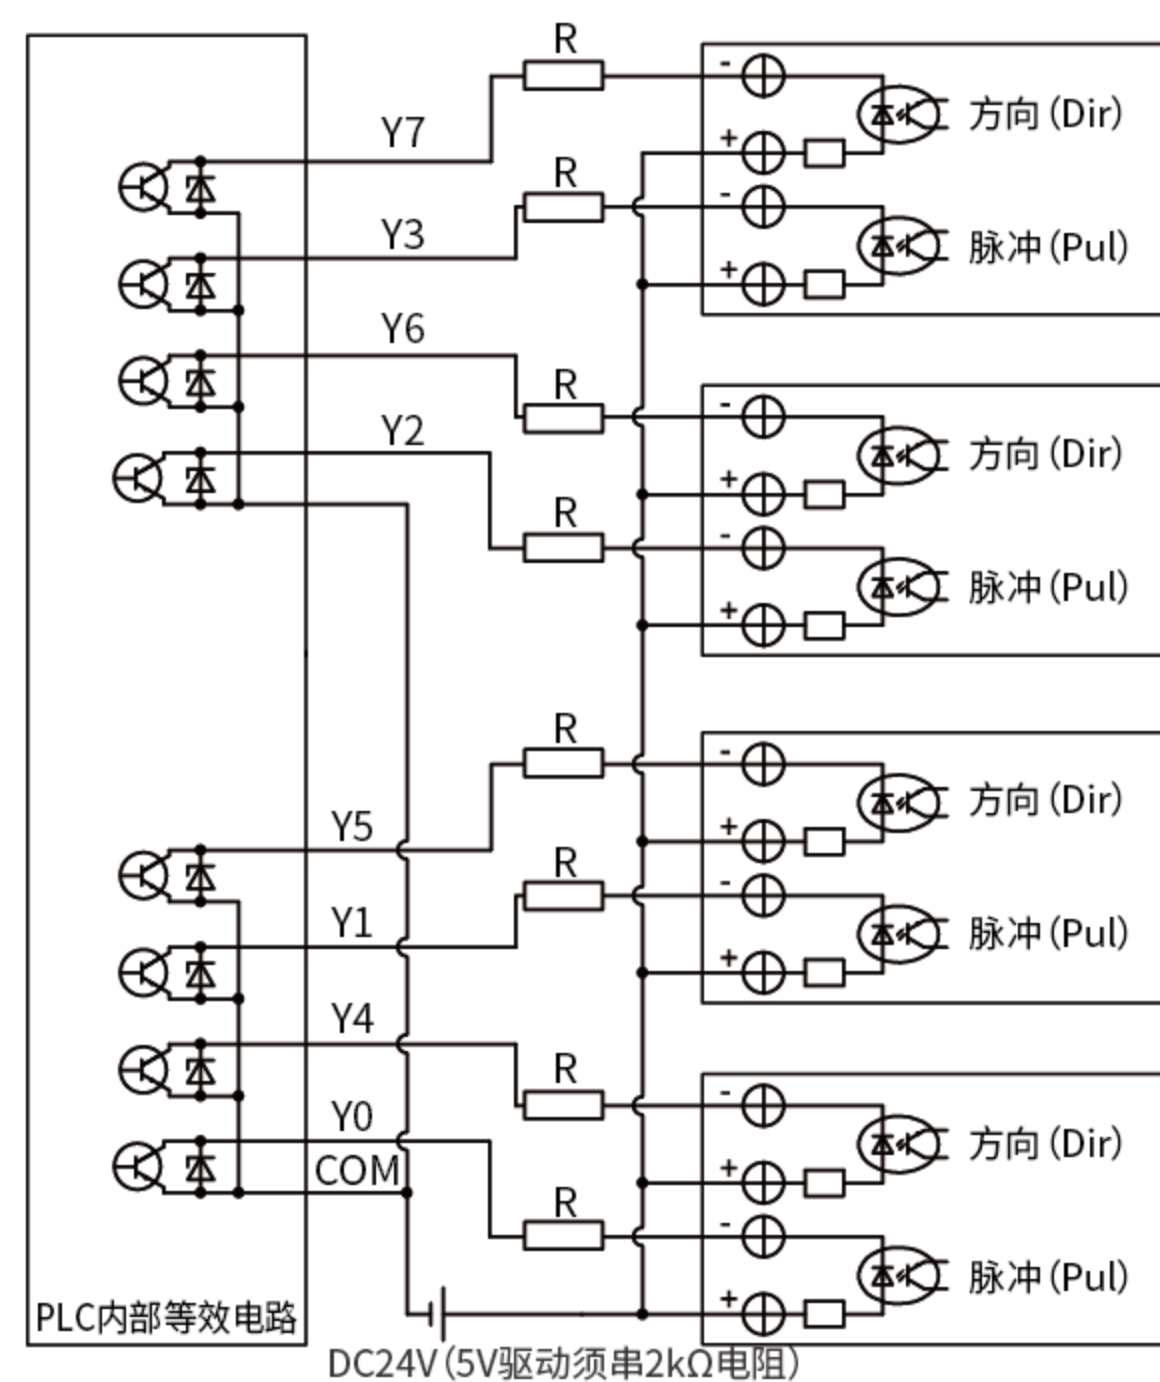 R
-
方向(Dir)
Y7
+
R
-
Y3
脉冲(Pul)
+
Y6
R
-
Y2
方向(Dir)
+
R
-
脉冲(Pul)
+
R
-
方向(Dir)
Y5
+
R
-
Y1
脉冲(Pul)
+
Y4
R
-
Y0
方向(Dir)
COM
+
R
-
脉冲(Pul)
+
PLC内部等效电路
DC24V(5V驱动须串2kΩ电阻)